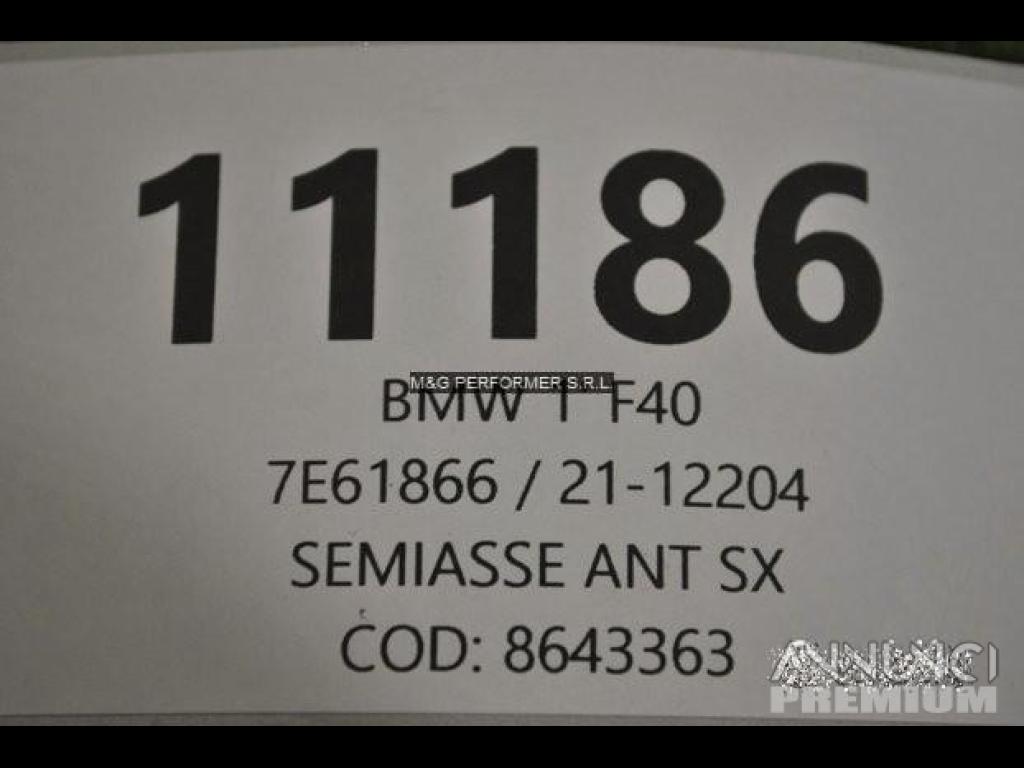 11186
M&G PERFORMER S.R.L.
BMW 1 F40
7E61866 / 21-12204
SEMIASSE ANT SX
COD: 8643363
ANNUNCI
PREMIUM